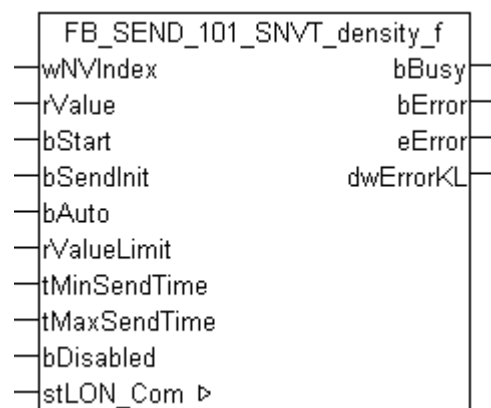 FB_SEND_101_SNVT_density_f
wNVIndex bBusy
rValue bError
bStart eError
bSendInit dwErrorKL
bAuto
rValueLimit
tMinSendTime
tMaxSendTime
bDisabled
stLON_Com ▷